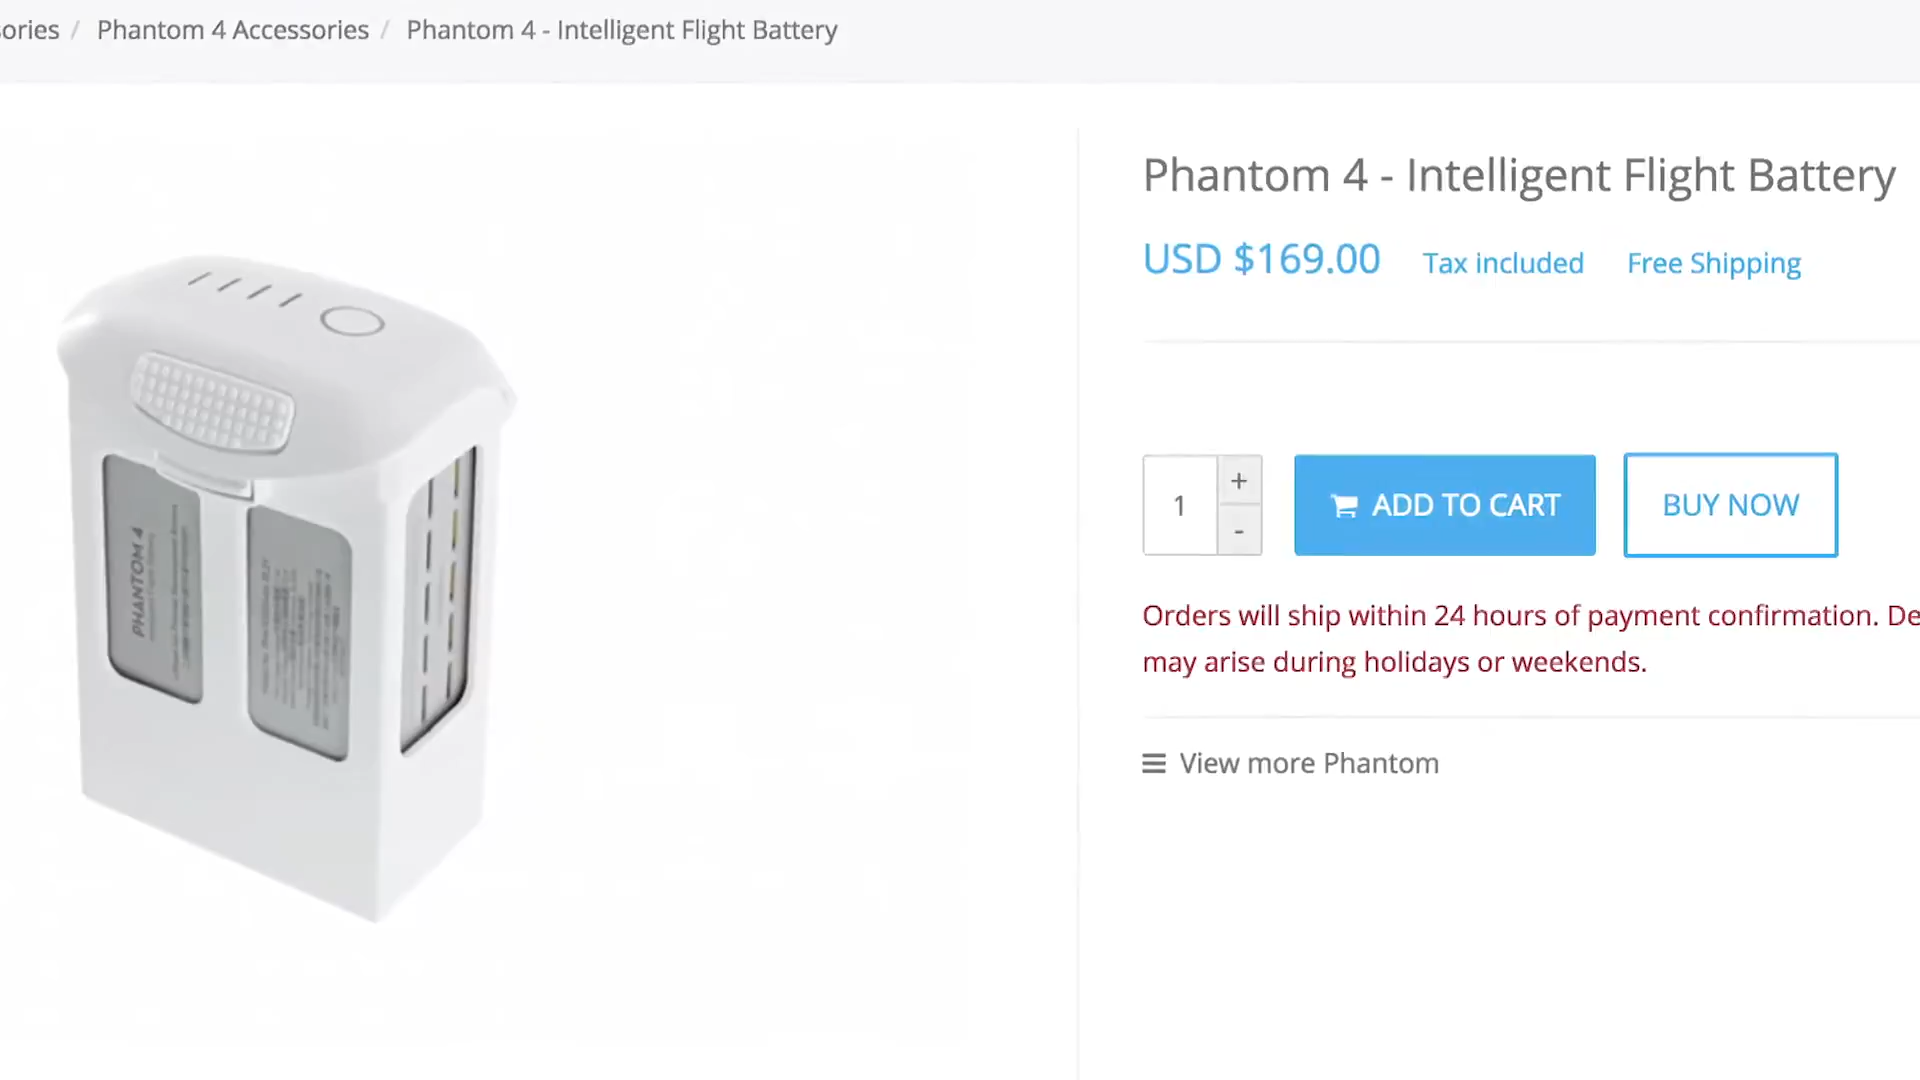 ories / Phantom 4 Accessories / Phantom 4 - Intelligent Flight Battery
Phantom 4 - Intelligent Flight Battery
USD $169.00 Tax included Free Shipping
1 + -
ADD TO CART
BUY NOW
Orders will ship within 24 hours of payment confirmation. De
may arise during holidays or weekends.
View more Phantom
PHANTOM 4